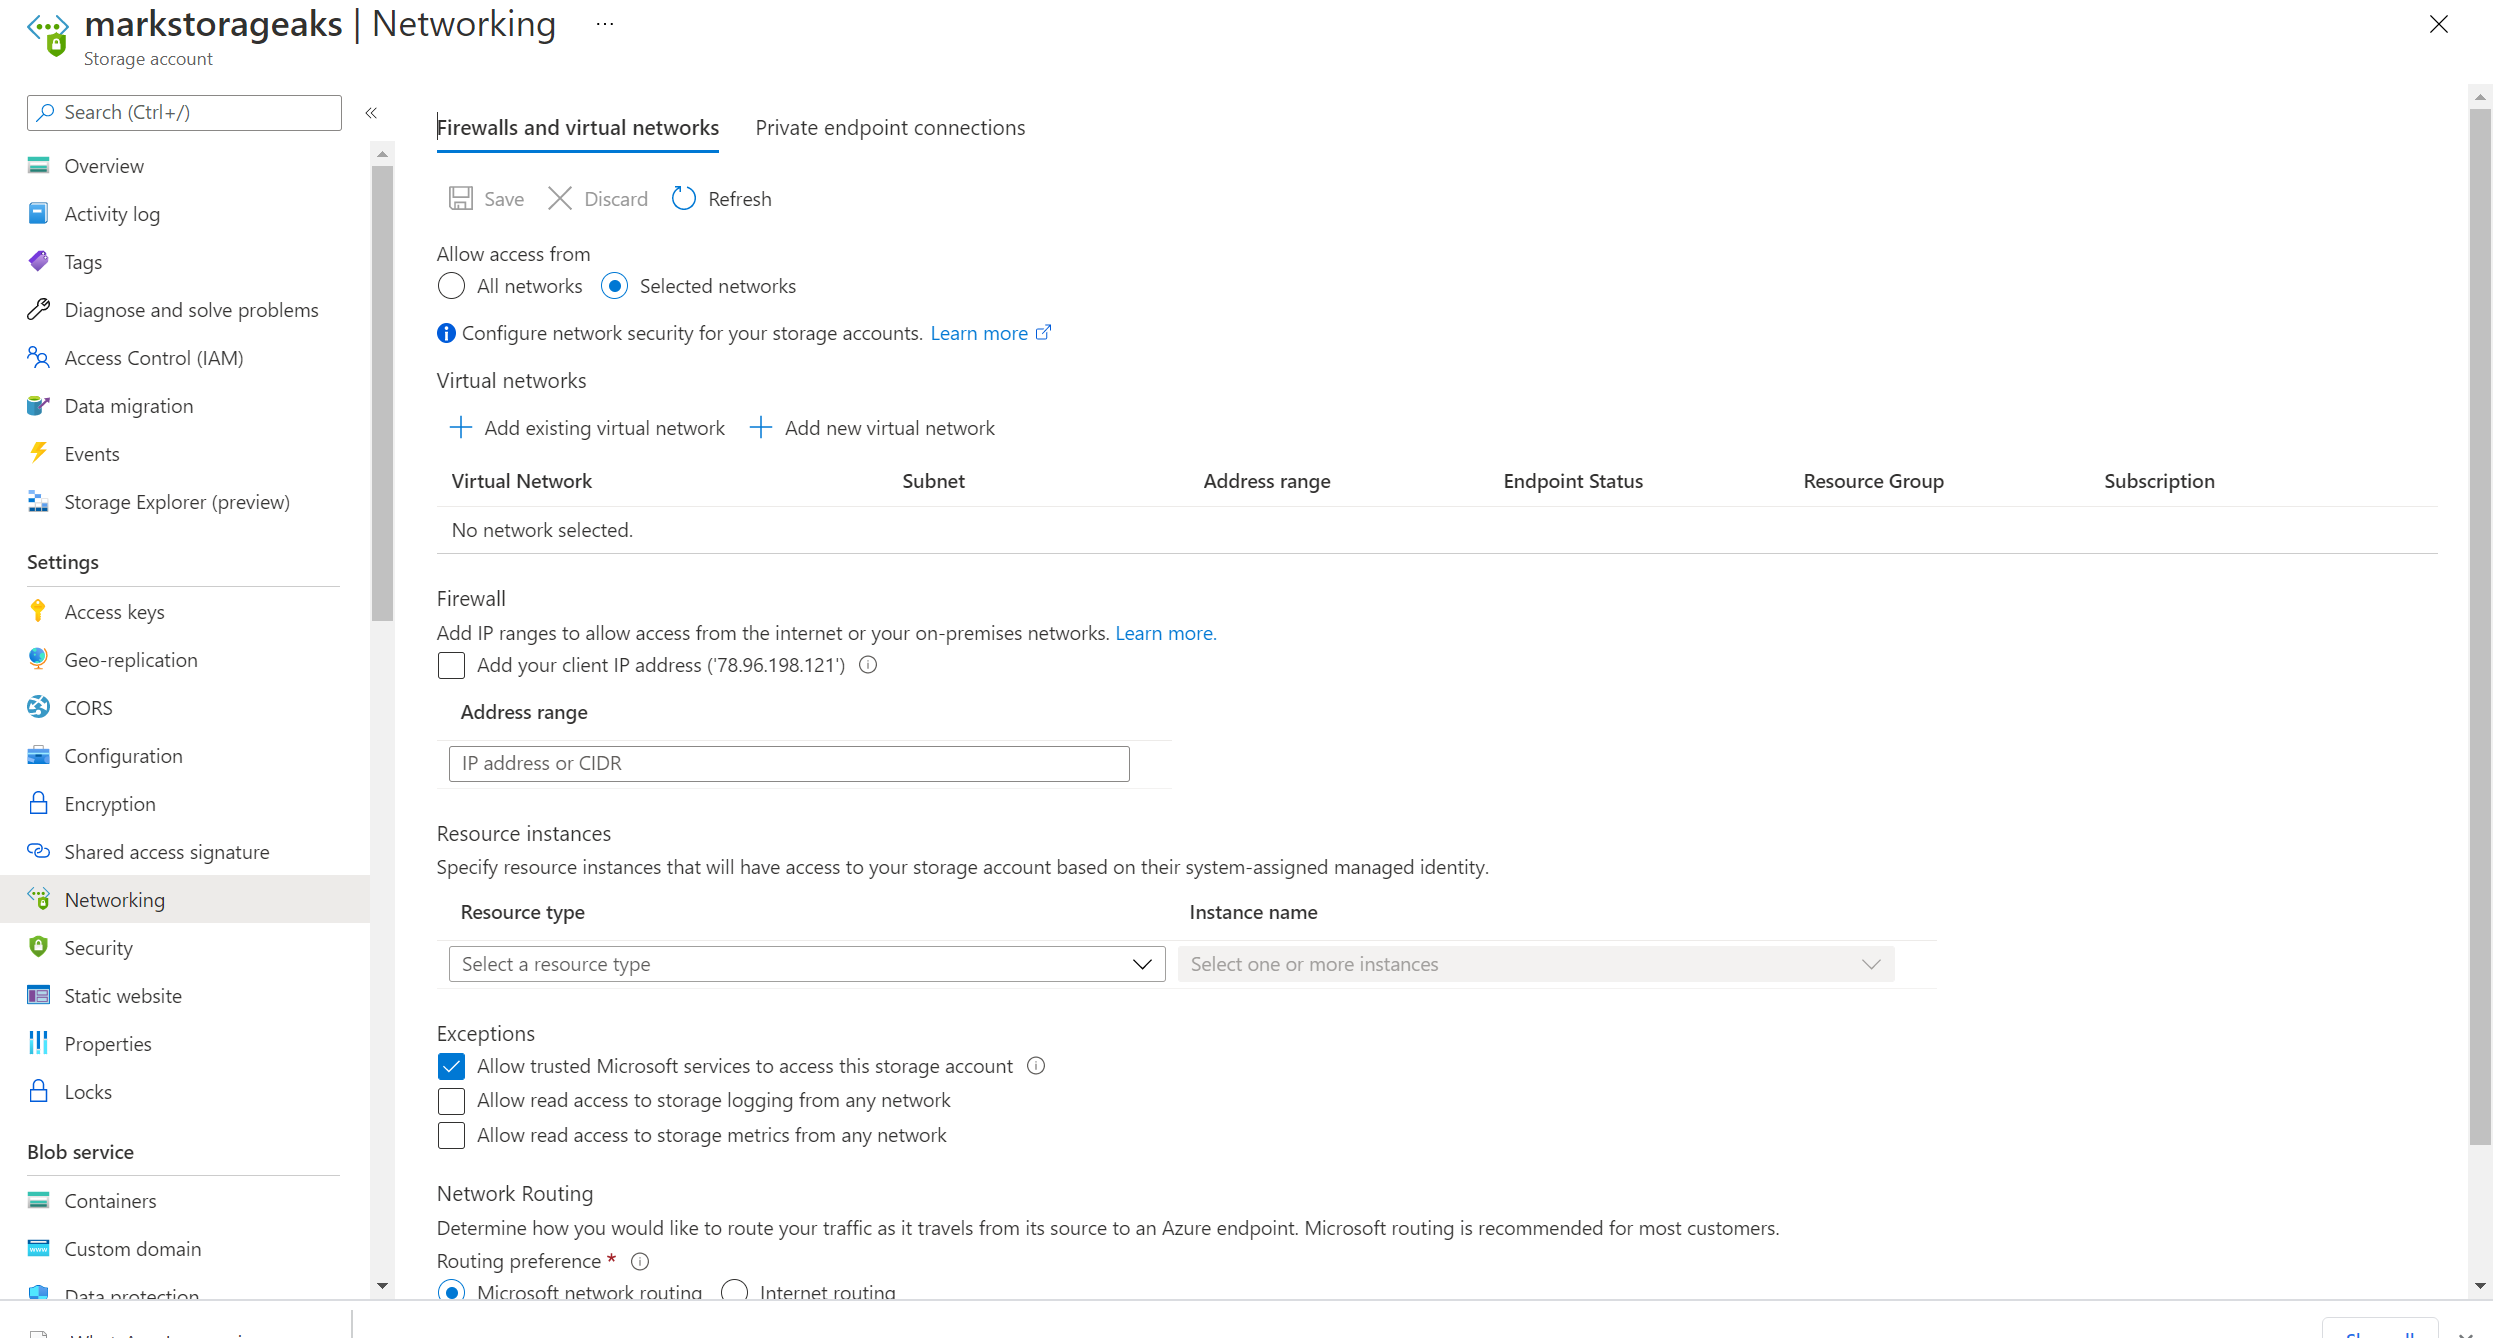 markstorageaks | Networking ...
Storage account
Search (Ctrl+/)
«
Overview
Activity log
Tags
Diagnose and solve problems
Access Control (IAM)
Data migration
Events
Storage Explorer (preview)
Settings
Access keys
Geo-replication
CORS
Configuration
Encryption
Shared access signature
Networking
Security
Static website
Properties
Locks
Blob service
Containers
Custom domain
Data protection
Firewalls and virtual networks Private endpoint connections
Save Discard Refresh
Allow access from
All networks Selected networks
Configure network security for your storage accounts. Learn more
Virtual networks
Add existing virtual network Add new virtual network
Virtual Network Subnet Address range Endpoint Status Resource Group Subscription
No network selected.
Firewall
Add IP ranges to allow access from the internet or your on-premises networks. Learn more.
Add your client IP address ('78.96.198.121')
Address range
IP address or CIDR
Resource instances
Specify resource instances that will have access to your storage account based on their system-assigned managed identity.
Resource type Instance name
Select a resource type Select one or more instances
Exceptions
Allow trusted Microsoft services to access this storage account
Allow read access to storage logging from any network
Allow read access to storage metrics from any network
Network Routing
Determine how you would like to route your traffic as it travels from its source to an Azure endpoint. Microsoft routing is recommended for most customers.
Routing preference *
Microsoft network routing Internet routing